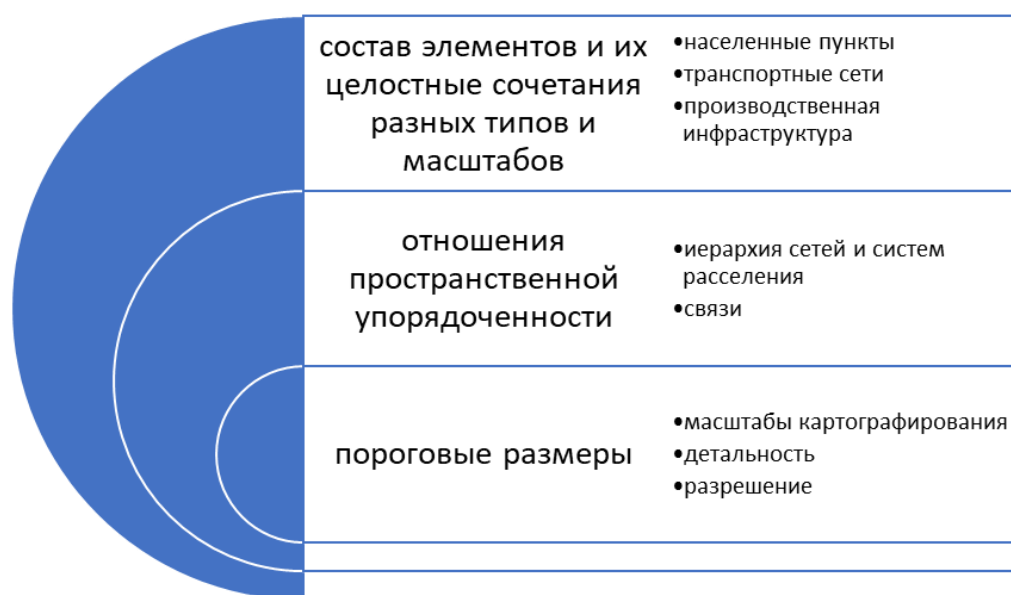 состав элементов и их
целостные сочетания
разных типов и
масштабов
•населенные пункты
•транспортные сети
•производственная
инфраструктура
отношения
пространственной
упорядоченности
•иерархия сетей и систем
расселения
•связи
пороговые размеры
•масштабы картографирования
•детальность
•разрешение